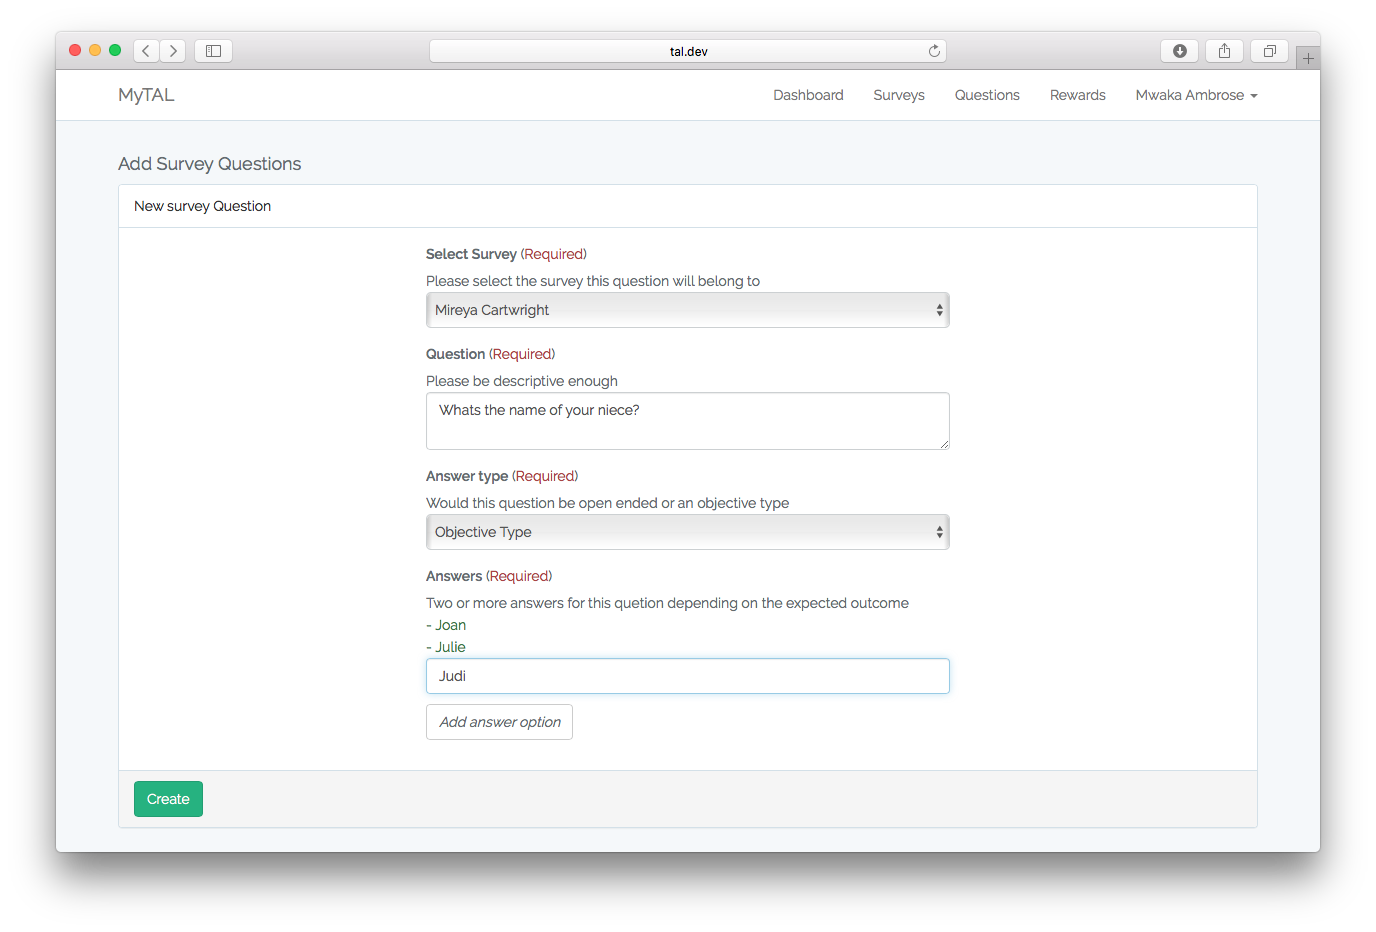 tal.dev
MyTAL
Dashboard Surveys Questions Rewards Mwaka Ambrose
Add Survey Questions
New survey Question
Select Survey (Required)
Please select the survey this question will belong to
Mireya Cartwright
Question (Required)
Please be descriptive enough
Whats the name of your niece?
Answer type (Required)
Would this question be open ended or an objective type
Objective Type
Answers (Required)
Two or more answers for this quetion depending on the expected outcome
- Joan
- Julie
Judi
Add answer option
Create